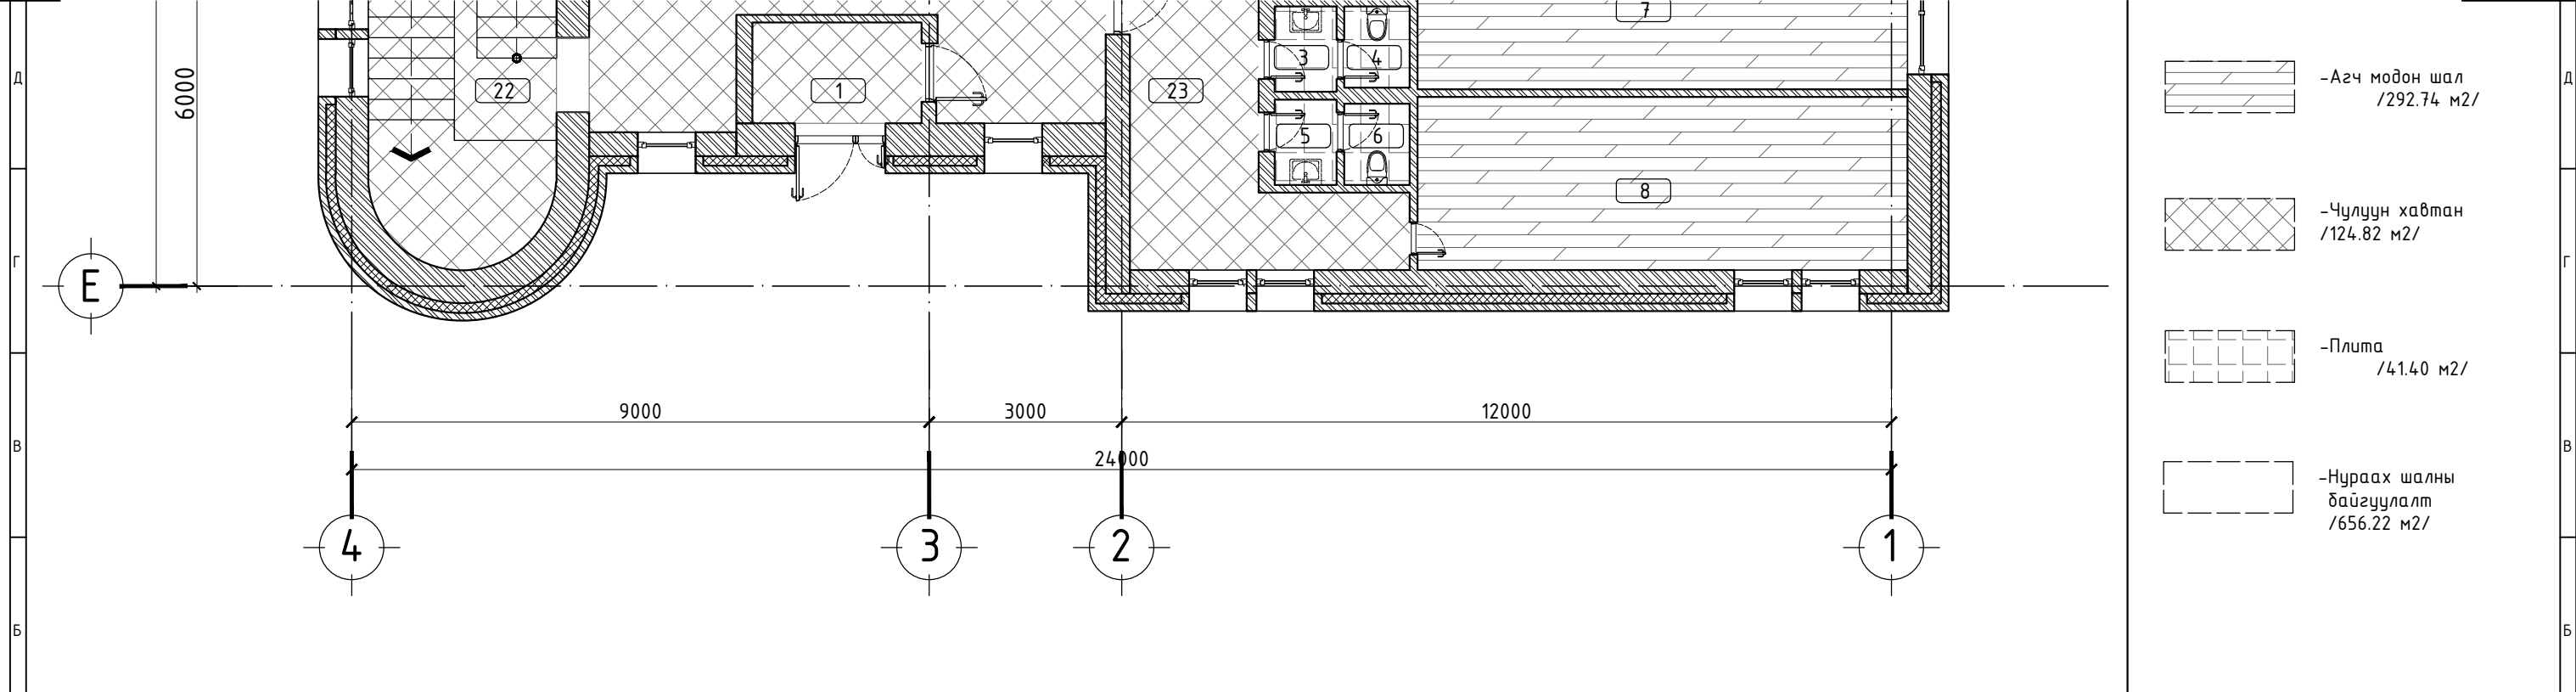 7
Д
Д
-Агч модон шал
/292.74 м2/
6000
22
1
23
3
4
5
6
8
-Чулуун хавтан
/124.82 м2/
Г
Г
Е
-Плита
/41.40 м2/
9000
3000
12000
В
В
24000
-Нураах шалны
байгуулалт
/656.22 м2/
4
3
2
1
Б
Б